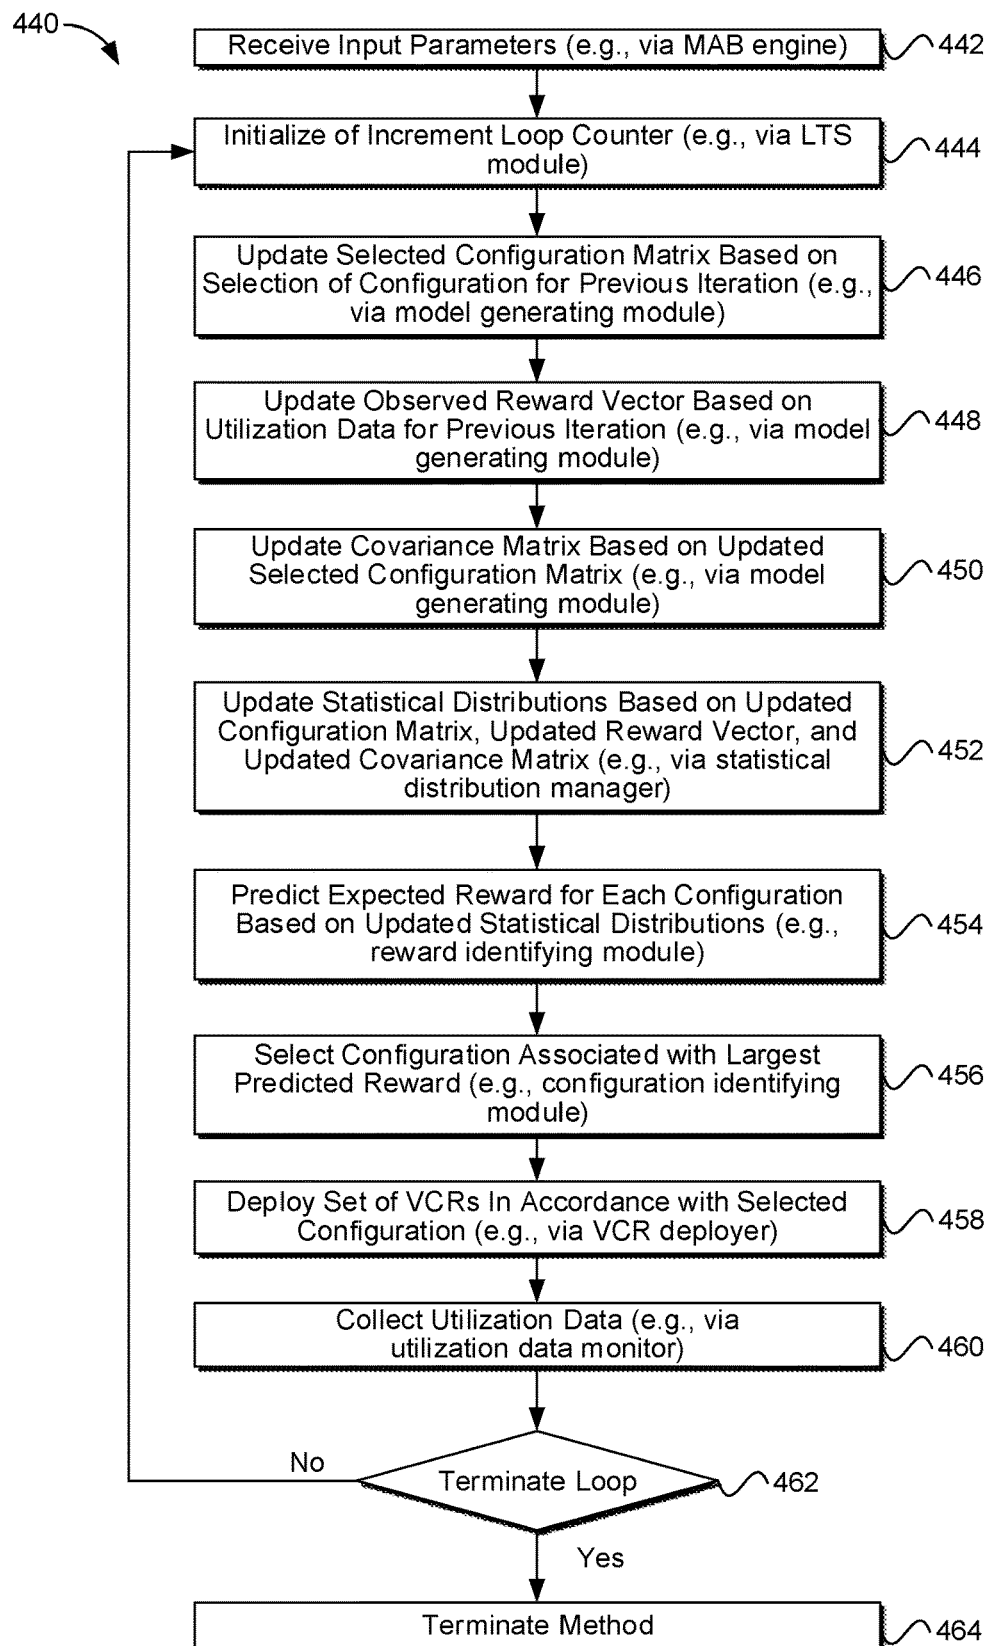 440
Receive Input Parameters (e.g., via MAB engine)
442
Initialize of Increment Loop Counter (e.g., via LTS
module)
444
Update Selected Configuration Matrix Based on
Selection of Configuration for Previous Iteration (e.g.,
via model generating module)
446
Update Observed Reward Vector Based on
Utilization Data for Previous Iteration (e.g., via model
generating module)
448
Update Covariance Matrix Based on Updated
Selected Configuration Matrix (e.g., via model
generating module)
450
Update Statistical Distributions Based on Updated
Configuration Matrix, Updated Reward Vector, and
Updated Covariance Matrix (e.g., via statistical
distribution manager)
452
Predict Expected Reward for Each Configuration
Based on Updated Statistical Distributions (e.g.,
reward identifying module)
454
Select Configuration Associated with Largest
Predicted Reward (e.g., configuration identifying
module)
456
Deploy Set of VCRs In Accordance with Selected
Configuration (e.g., via VCR deployer)
458
Collect Utilization Data (e.g., via
utilization data monitor)
460
No
Terminate Loop
462
Yes
Terminate Method
464